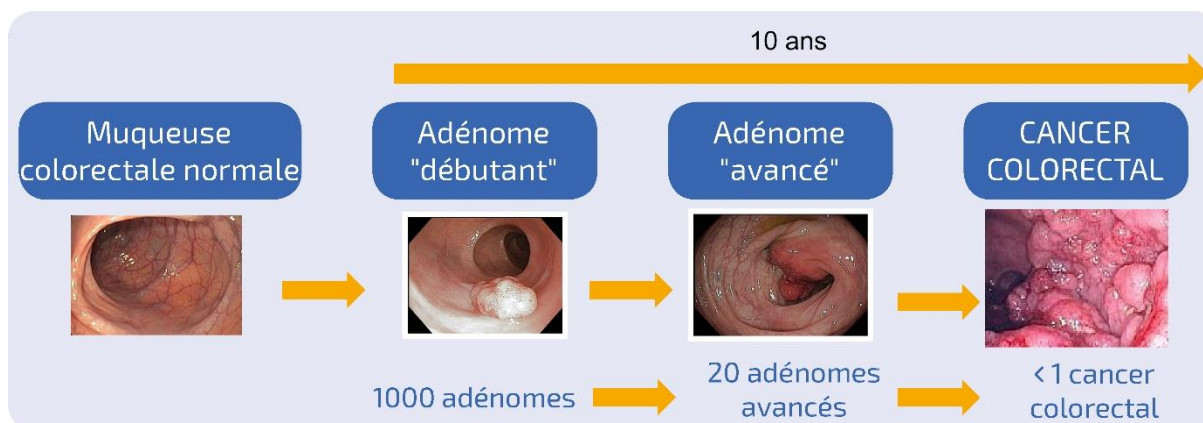 10 ans
Muqueuse
colorectale normale
Adénome
"débutant"
Adénome
"avancé"
CANCER
COLORECTAL
1000 adénomes
20 adénomes
avancés
< 1 cancer
colorectal